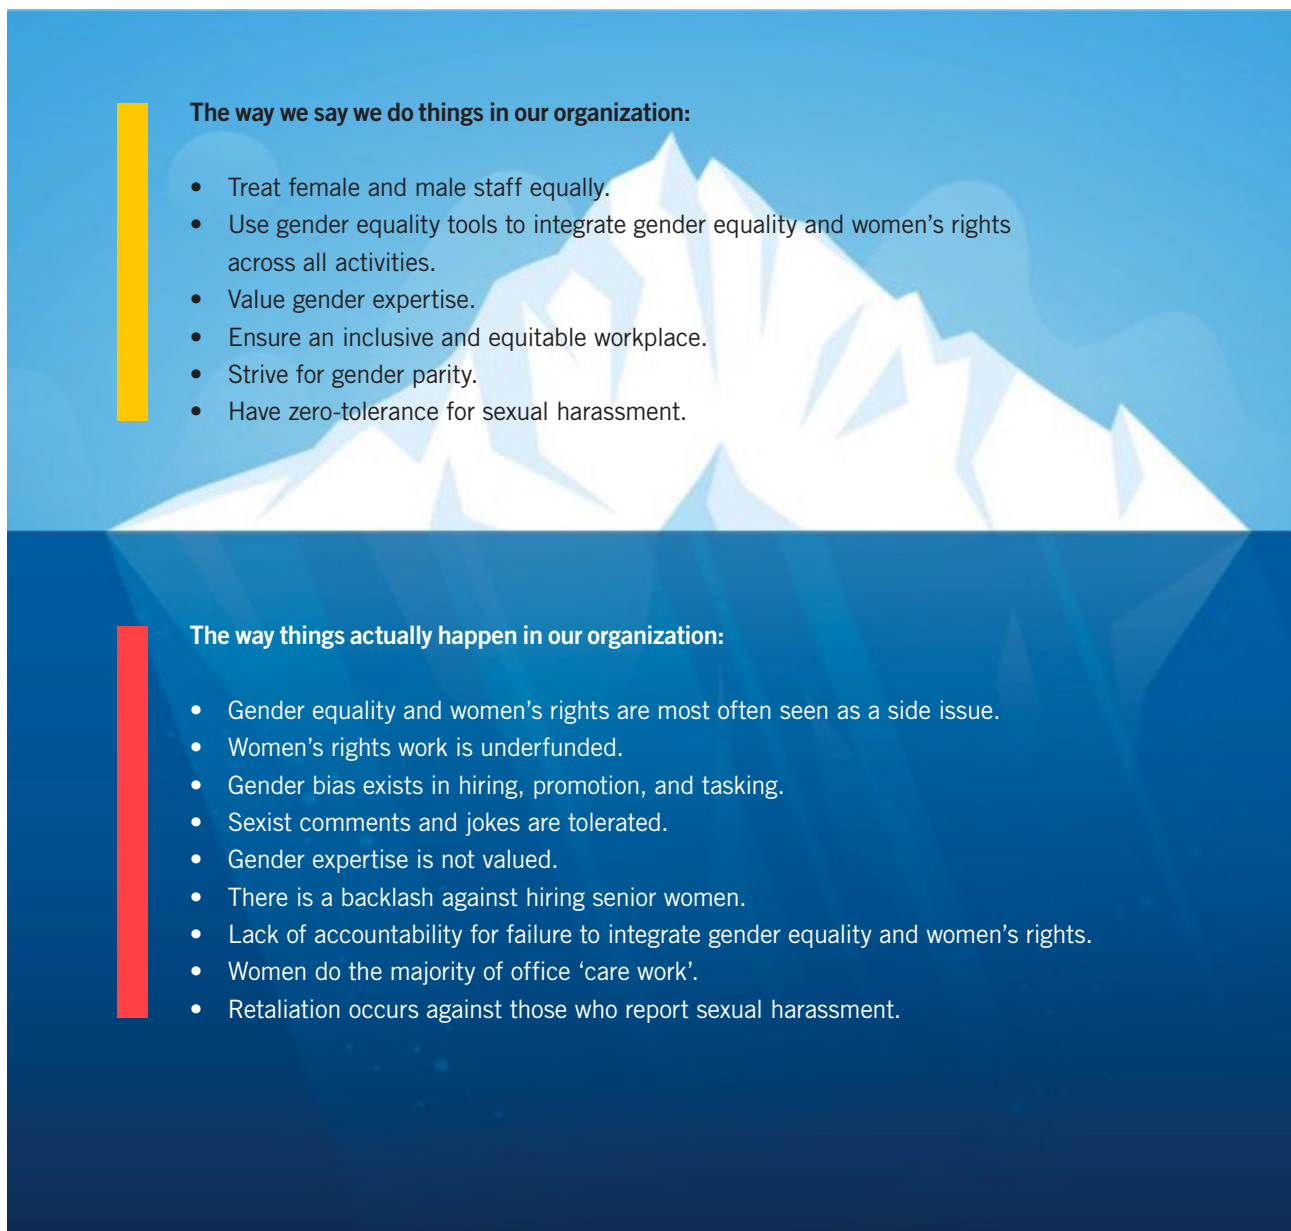 The way we say we do things in our organization:
• Treat female and male staff equally.
• Use gender equality tools to integrate gender equality and women’s rights
across all activities.
• Value gender expertise.
• Ensure an inclusive and equitable workplace.
• Strive for gender parity.
• Have zero-tolerance for sexual harassment.
The way things actually happen in our organization:
• Gender equality and women’s rights are most often seen as a side issue.
• Women’s rights work is underfunded.
• Gender bias exists in hiring, promotion, and tasking.
• Sexist comments and jokes are tolerated.
• Gender expertise is not valued.
• There is a backlash against hiring senior women.
• Lack of accountability for failure to integrate gender equality and women’s rights.
• Women do the majority of office ‘care work’.
• Retaliation occurs against those who report sexual harassment.